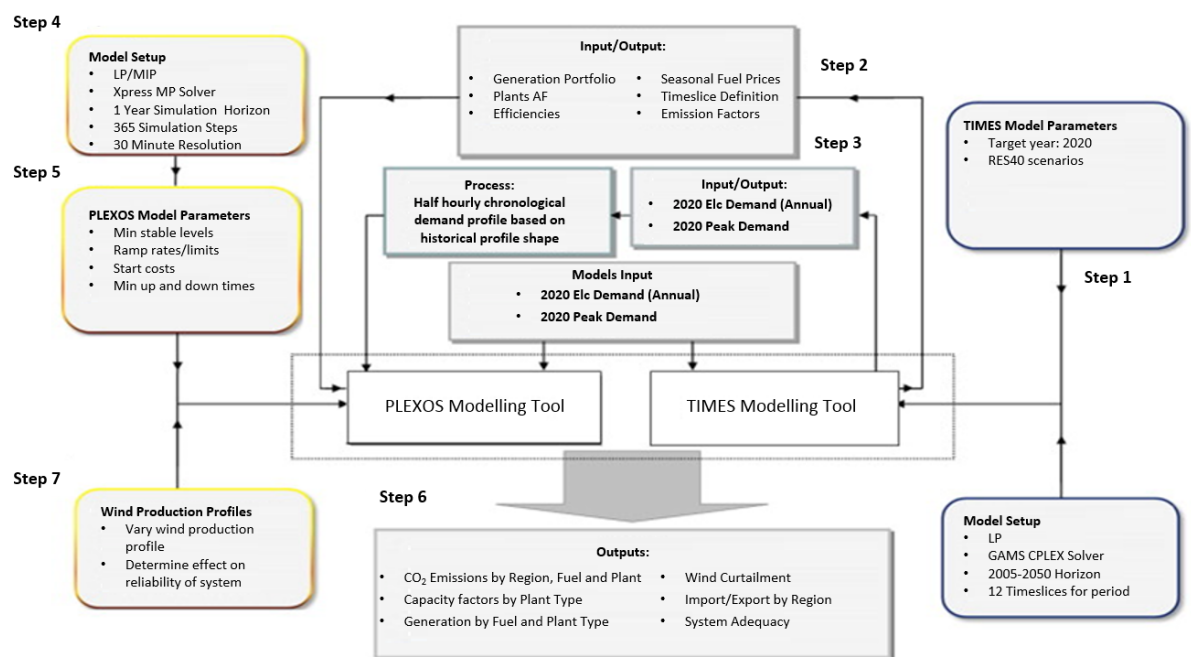 Step 4
Model Setup
• LP/MIP
• Xpress MP Solver
• 1 Year Simulation Horizon
• 365 Simulation Steps
• 30 Minute Resolution
Step 5
PLEXOS Model Parameters
• Min stable levels
• Ramp rates/limits
• Start costs
• Min up and down times
Step 7
Wind Production Profiles
• Vary wind production
profile
• Determine effect on
reliability of system
Input/Output:
• Generation Portfolio
• Plants AF
• Efficiencies
• Seasonal Fuel Prices
• Timeslice Definition
• Emission Factors
Step 2
Step 3
Process:
Half hourly chronological
demand profile based on
historical profile shape
Input/Output:
• 2020 Elc Demand (Annual)
• 2020 Peak Demand
Models Input
• 2020 Elc Demand (Annual)
• 2020 Peak Demand
PLEXOS Modelling Tool
TIMES Modelling Tool
Step 6
Outputs:
• CO₂ Emissions by Region, Fuel and Plant
• Capacity factors by Plant Type
• Generation by Fuel and Plant Type
• Wind Curtailment
• Import/Export by Region
• System Adequacy
TIMES Model Parameters
• Target year: 2020
• RES40 scenarios
Step 1
Model Setup
• LP
• GAMS CPLEX Solver
• 2005-2050 Horizon
• 12 Timeslices for period